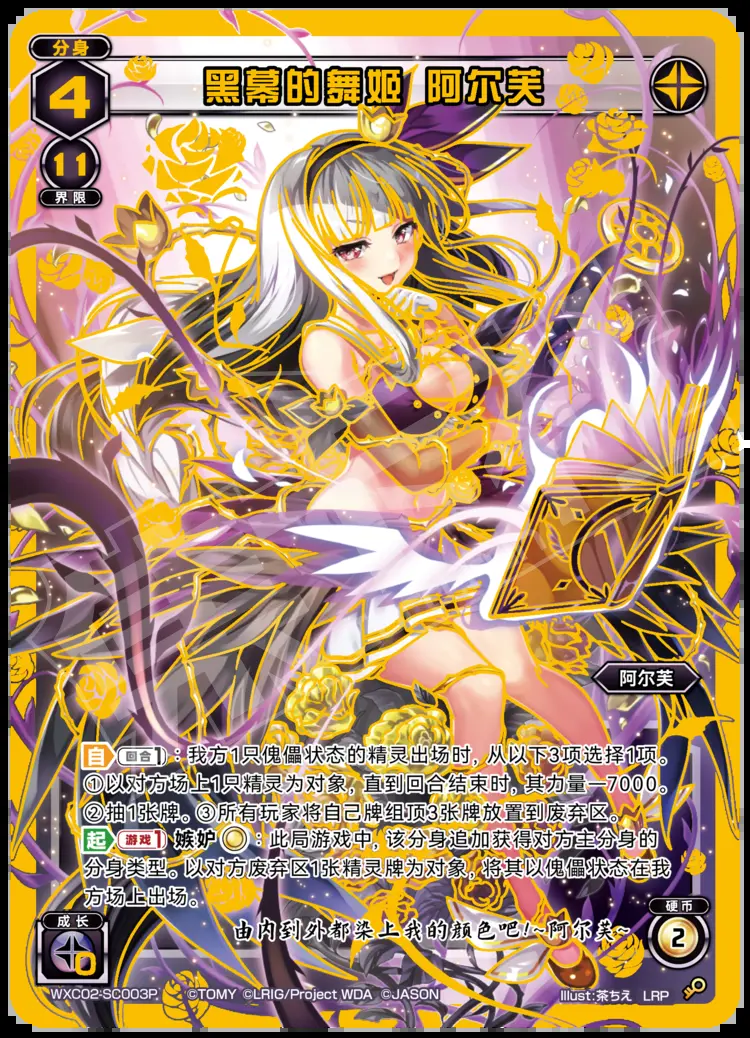 分身
4
黑幕的舞姬 阿尔芙
11
界限
阿尔芙
自 回合1：我方1只傀儡状态的精灵出场时，从以下3项选择1项。
①以对方场上1只精灵为对象，直到回合结束时，其力量－7000。
②抽1张牌。③所有玩家将自己牌组顶3张牌放置到废弃区。
起 游戏1 嫉妒：此局游戏中，该分身追加获得对方主分身的
分身类型。以对方废弃区1张精灵牌为对象，将其以傀儡状态在我
方场上出场。
由内到外都染上我的颜色吧！~阿尔芙~
成长
0
硬币
2
WXC02-SC003P ©TOMY ©LRIG/Project WDA ©JASON
Illust:茶ちえ LRP